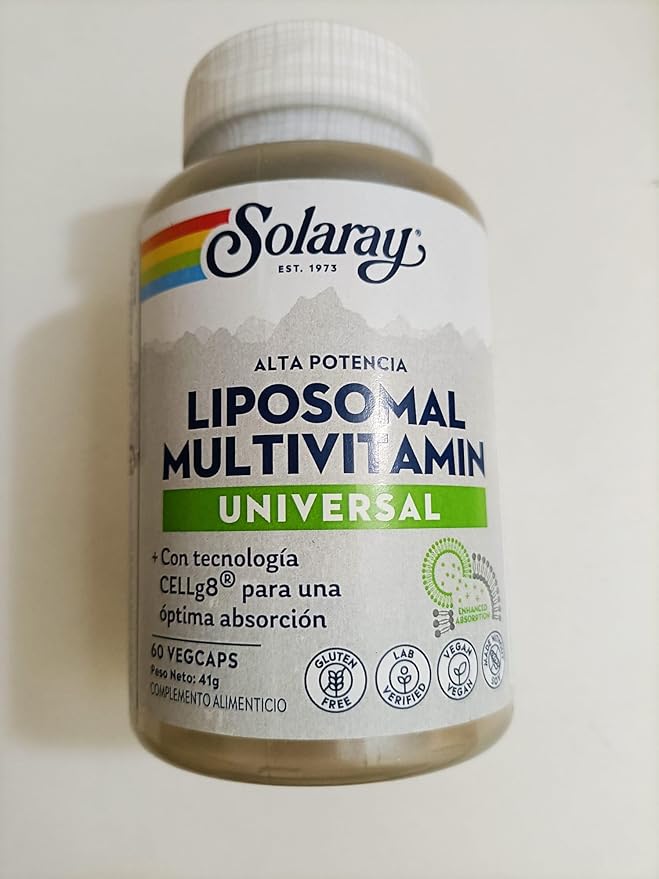 Solaray®
EST. 1973
ALTA POTENCIA
LIPOSOMAL
MULTIVITAMIN
UNIVERSAL
+ Con tecnología
CELLg8® para una
óptima absorción
ENHANCED
ABSORPTION
60 VEGCAPS
Peso Neto: 41g
COMPLEMENTO ALIMENTICIO
GLUTEN
FREE
LAB
VERIFIED
VEGAN
VEGAN
MADE